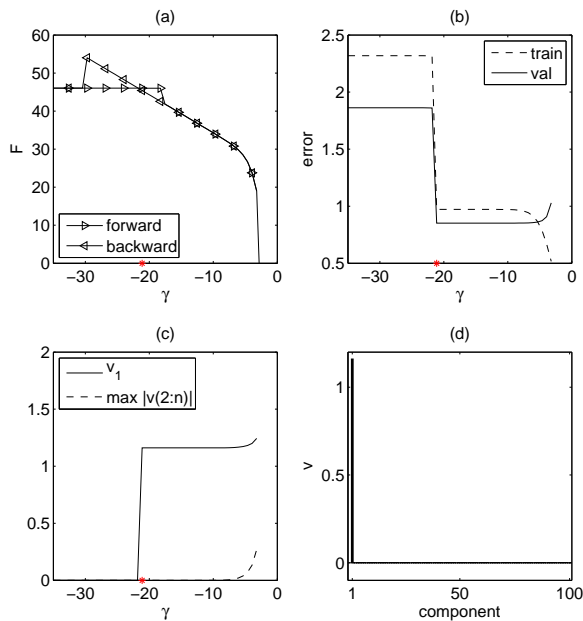 (a)
60
50
40
30
20
10
0
F
forward
backward
−30
−20
−10
0
γ
(b)
2.5
2
1.5
1
0.5
error
train
val
−30
−20
−10
0
γ
(c)
2
1.5
1
0.5
0
v1
max |v(2:n)|
−30
−20
−10
0
γ
(d)
1
0.5
0
v
1
50
100
component